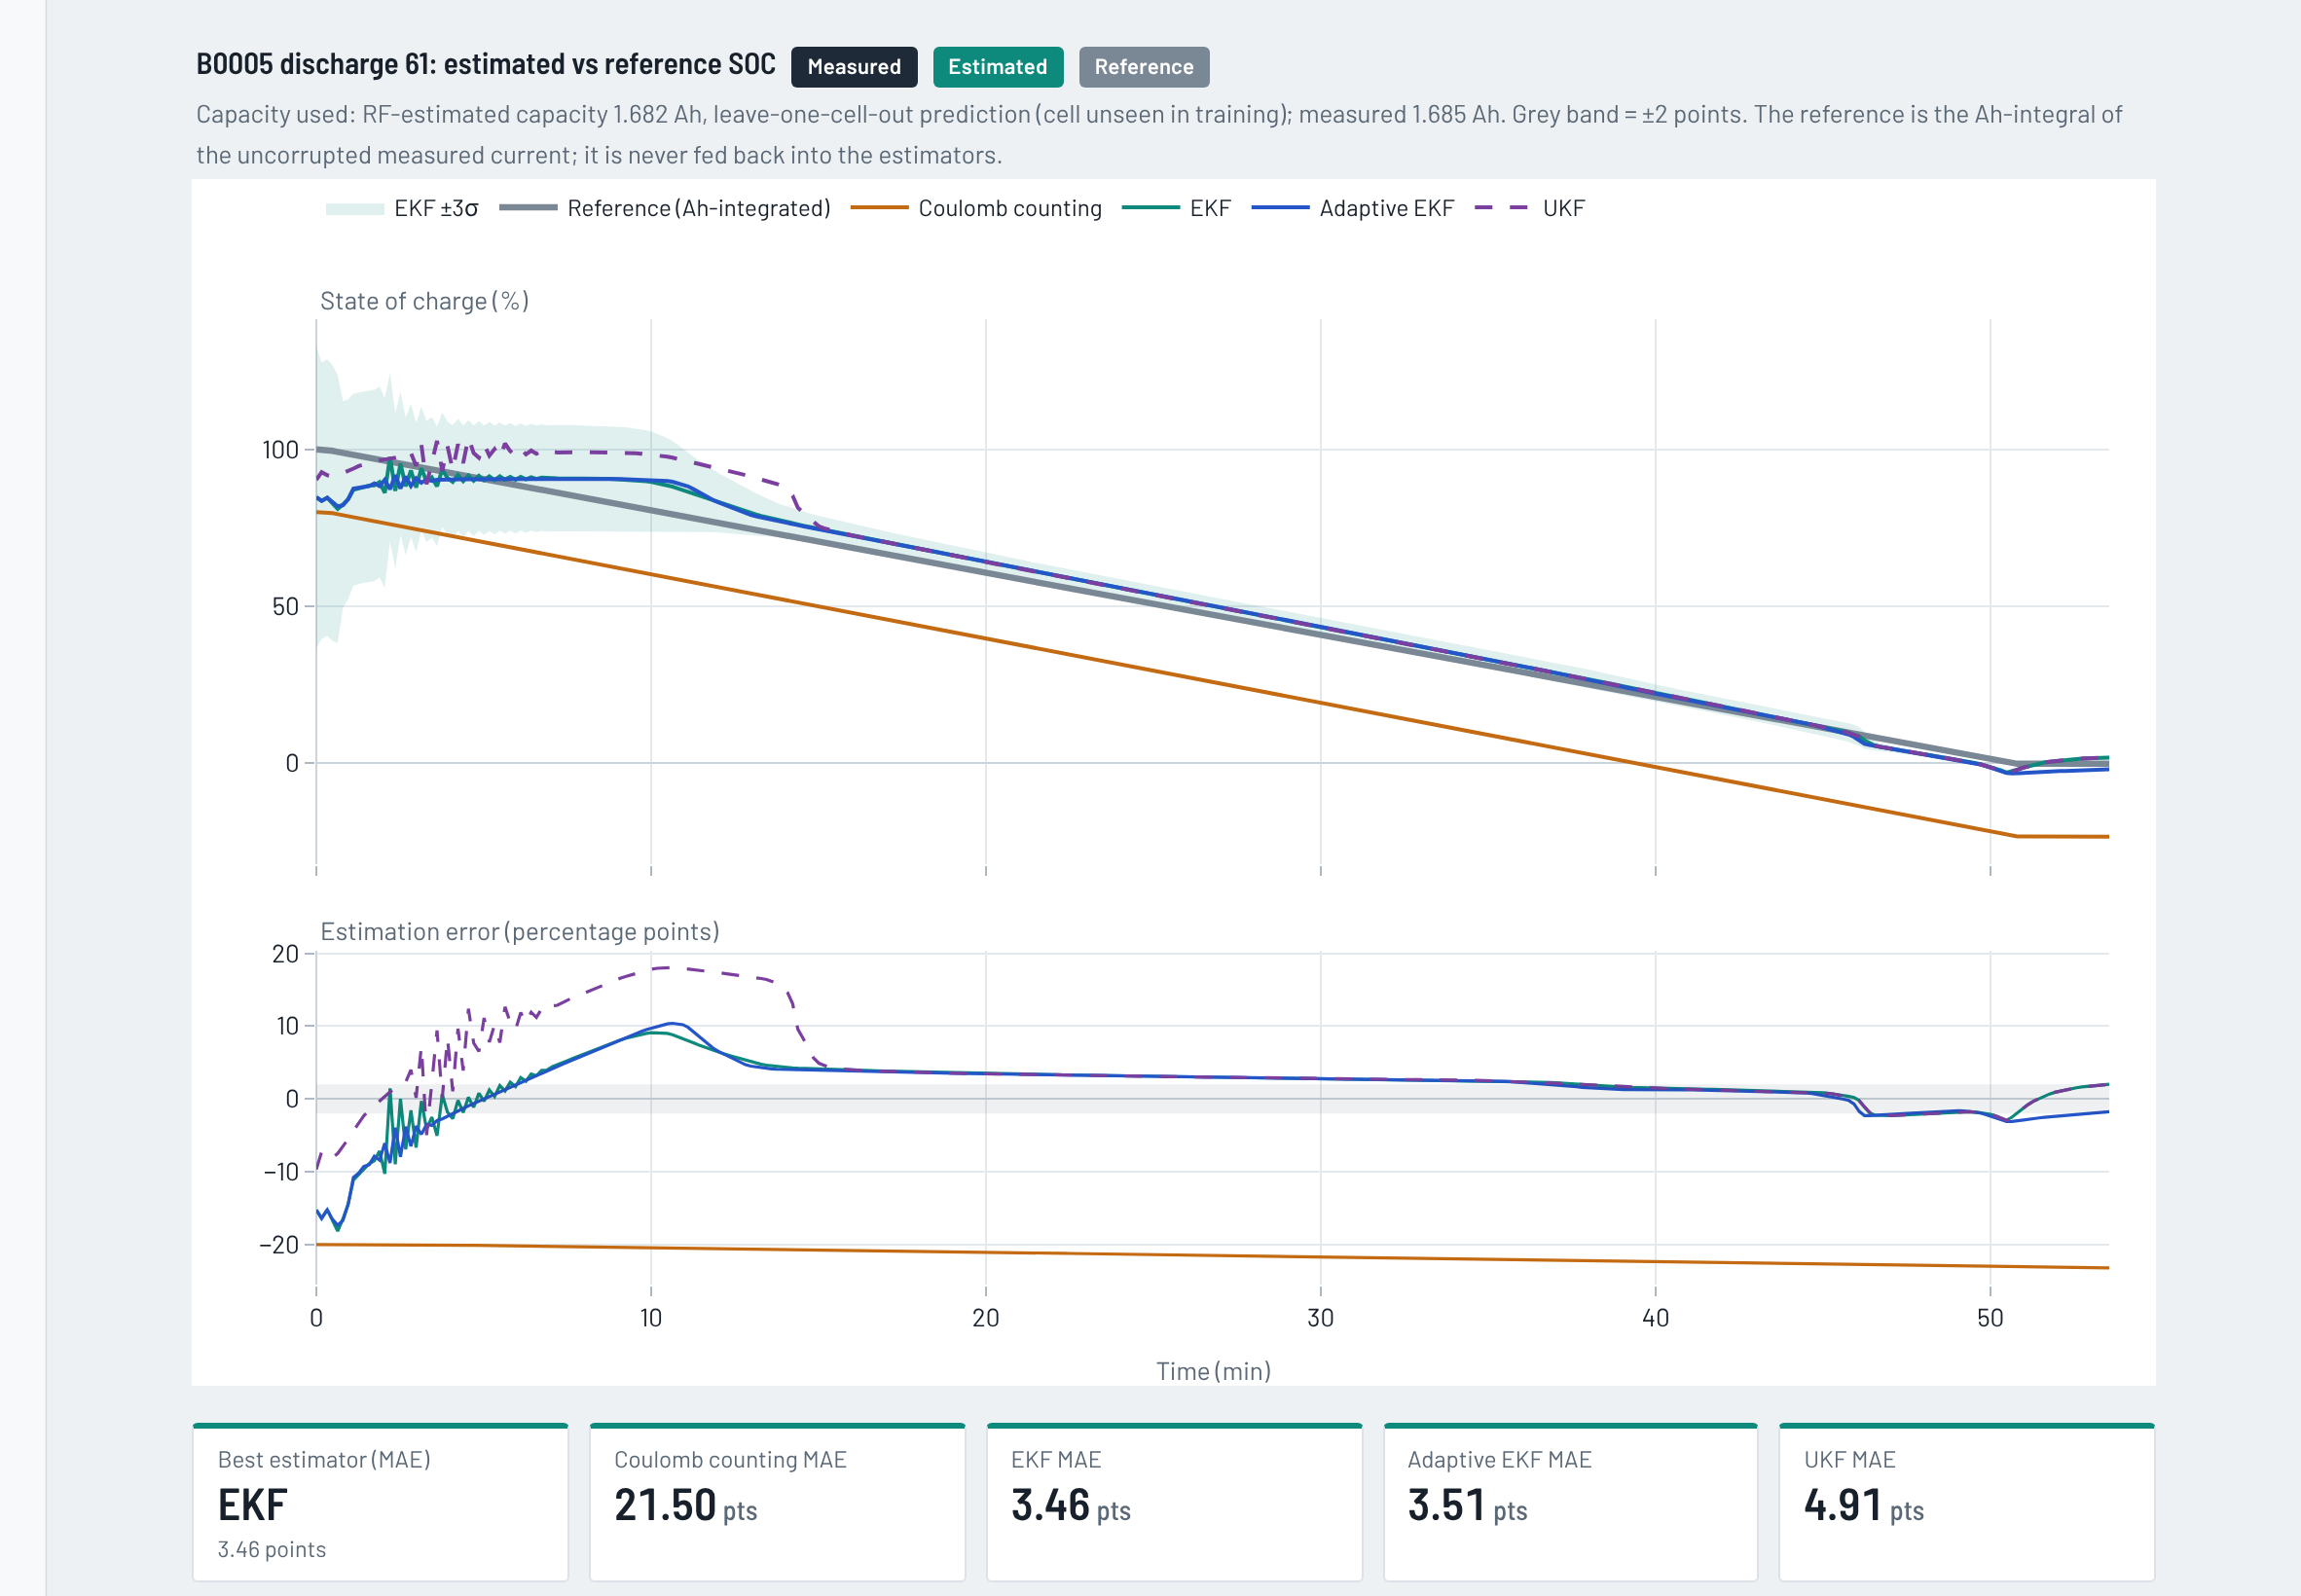 B0005 discharge 61: estimated vs reference SOC Measured Estimated Reference
Capacity used: RF-estimated capacity 1.682 Ah, leave-one-cell-out prediction (cell unseen in training); measured 1.685 Ah. Grey band = ±2 points. The reference is the Ah-integral of
the uncorrupted measured current; it is never fed back into the estimators.
EKF ±3σ Reference (Ah-integrated) Coulomb counting EKF Adaptive EKF UKF
State of charge (%)
100
50
0
Estimation error (percentage points)
20
10
0
−10
−20
0 10 20 30 40 50
Time (min)
Best estimator (MAE) Coulomb counting MAE EKF MAE Adaptive EKF MAE UKF MAE
EKF 21.50 pts 3.46 pts 3.51 pts 4.91 pts
3.46 points